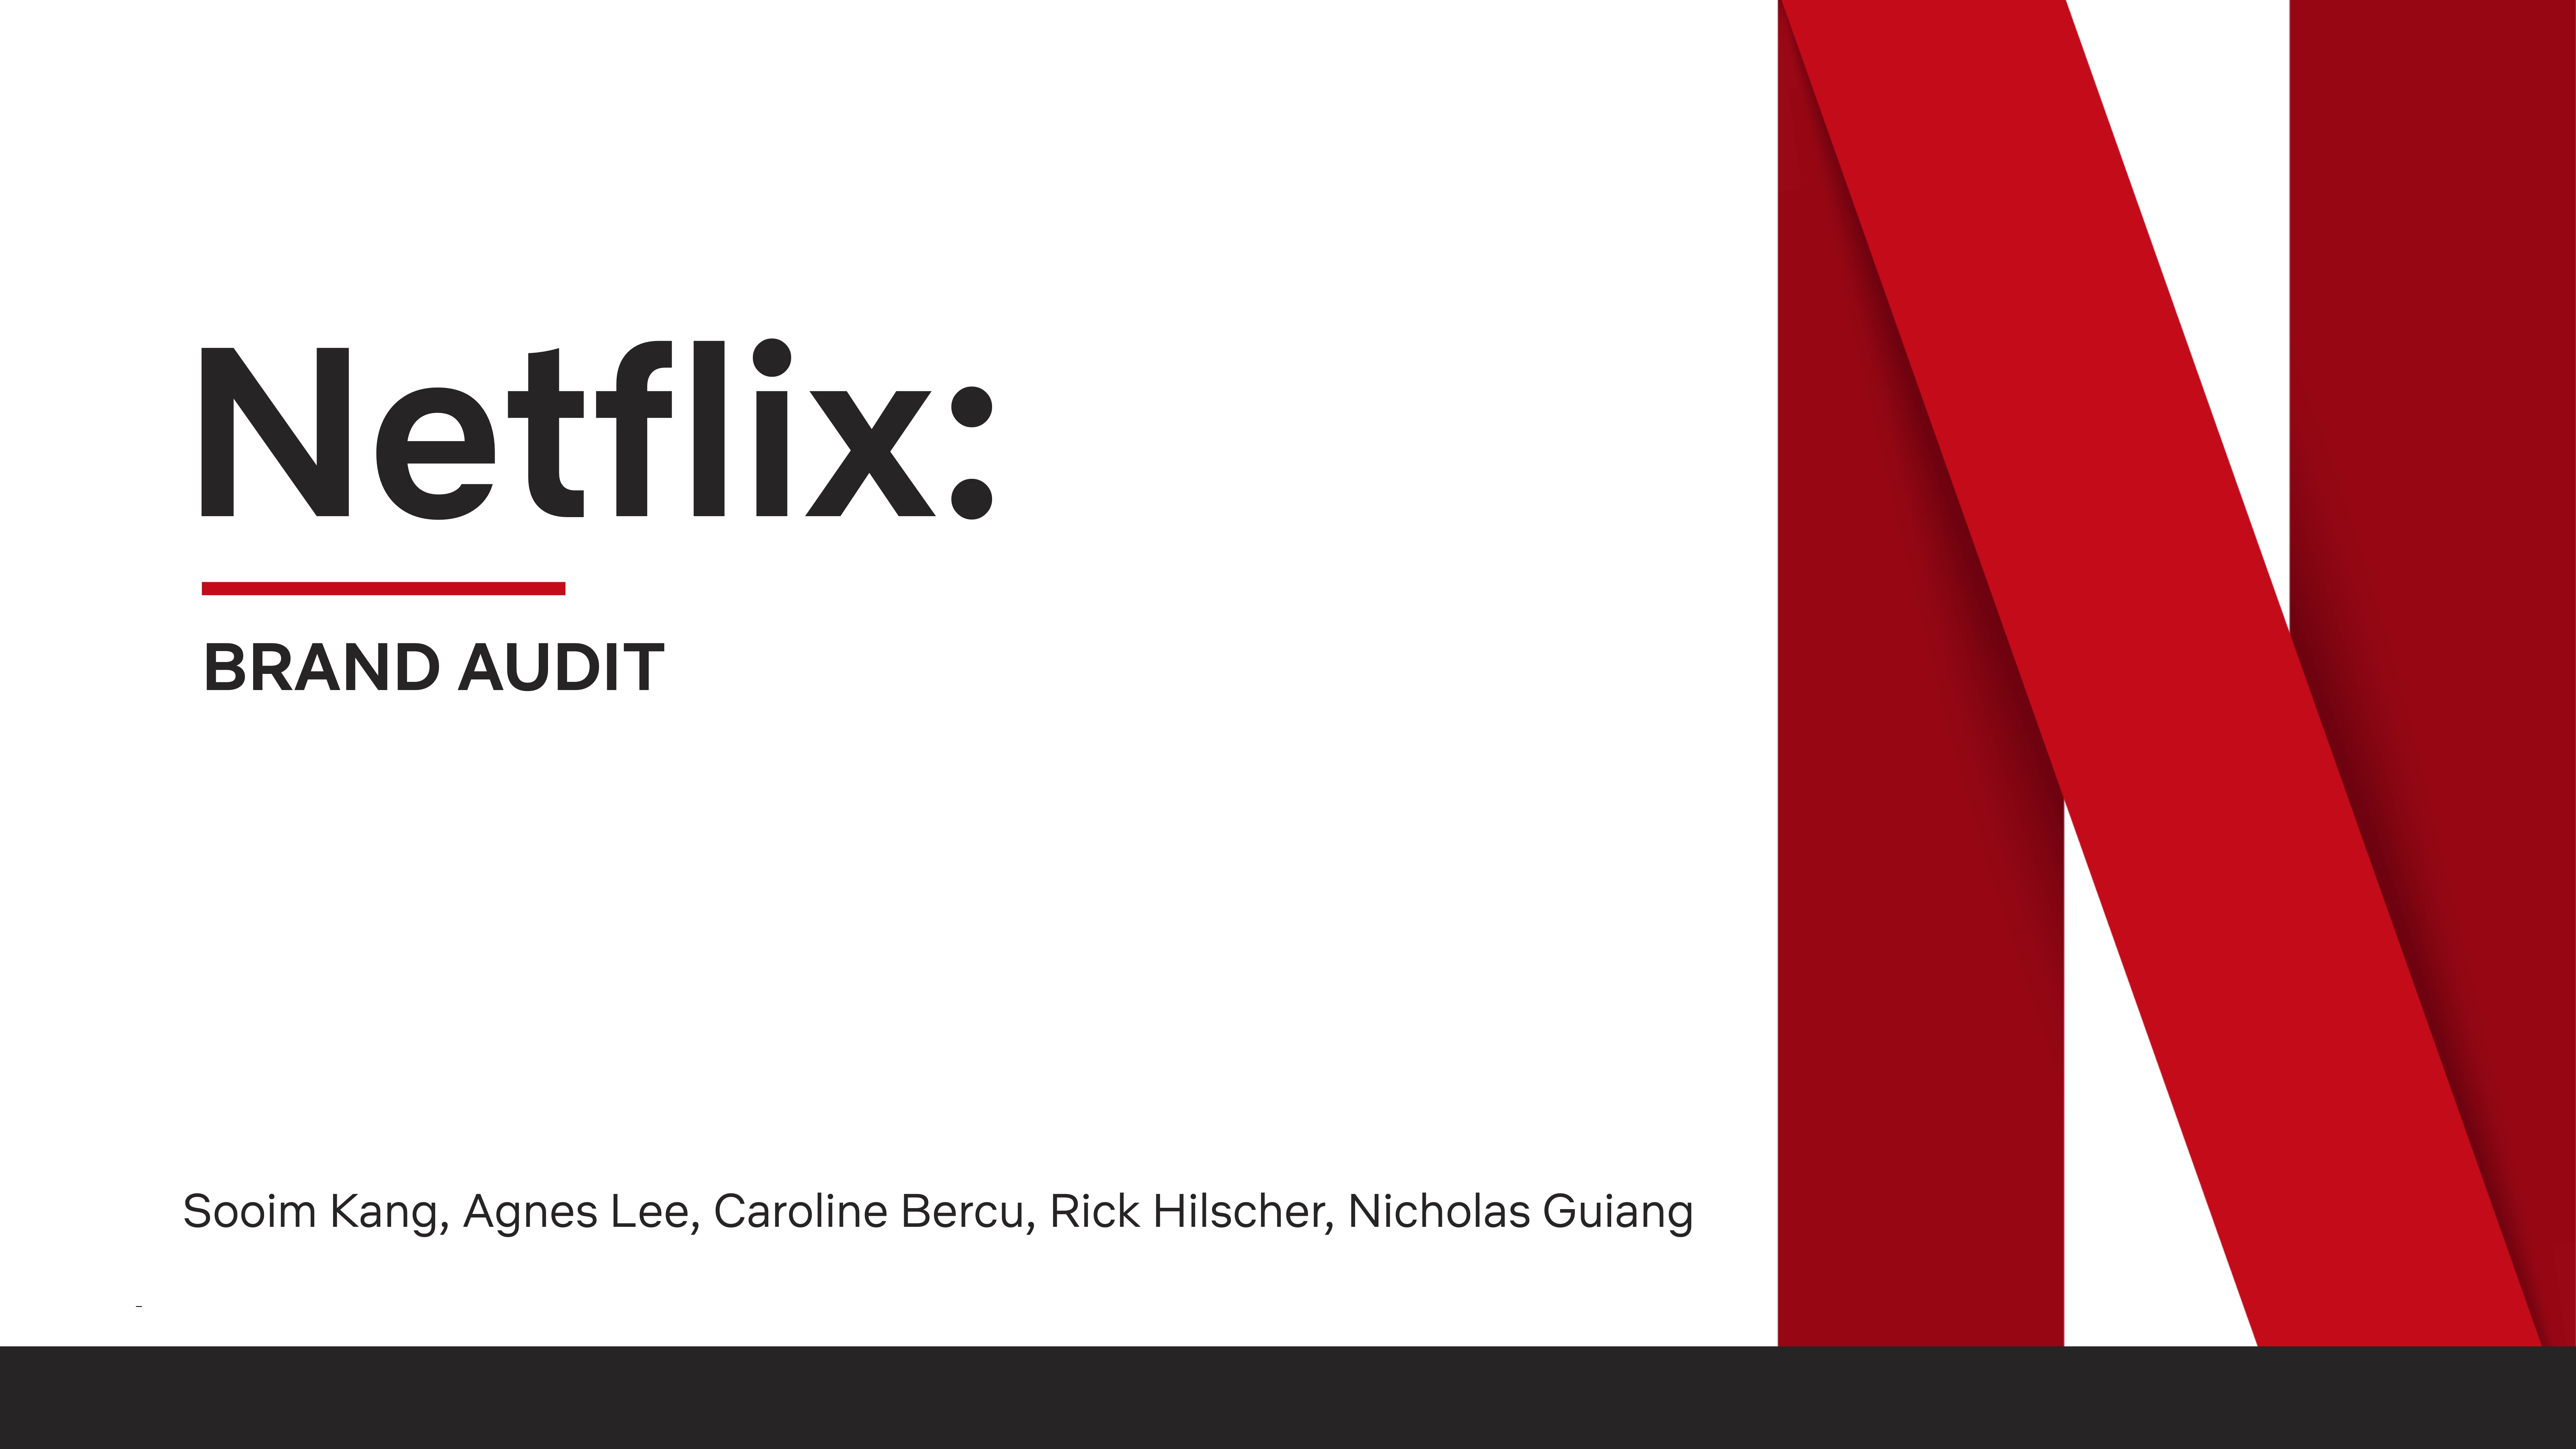 Netflix:
BRAND AUDIT
Sooim Kang, Agnes Lee, Caroline Bercu, Rick Hilscher, Nicholas Guiang
–